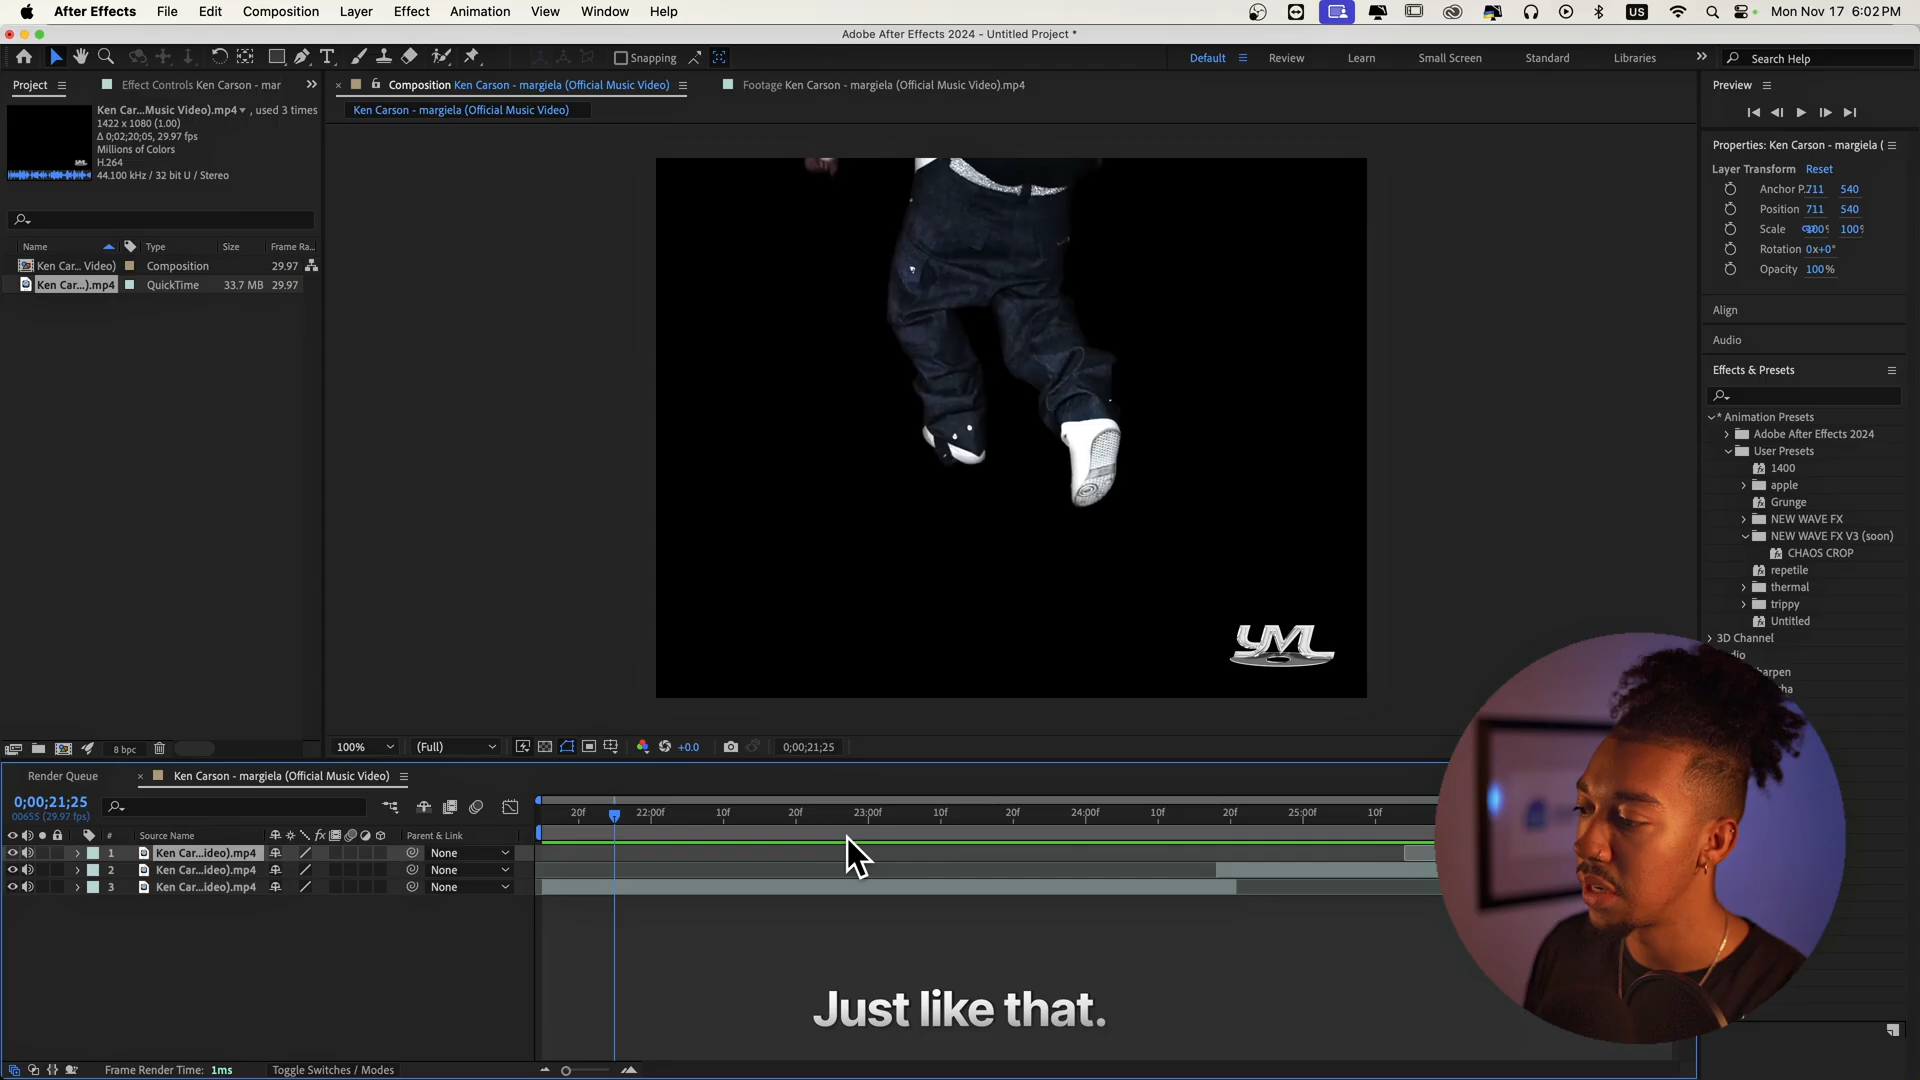 After Effects File Edit Composition Layer Effect Animation View Window Help US Mon Nov 17 6:02 PM
Adobe After Effects 2024 - Untitled Project *
Snapping Default Review Learn Small Screen Standard Libraries Search Help
Project Effect Controls Ken Carson - mar
Composition Ken Carson - margiela (Official Music Video) Footage Ken Carson - margiela (Official Music Video).mp4
Ken Carson - margiela (Official Music Video)
Ken Car...Music Video).mp4 , used 3 times
1422 x 1080 (1.00)
Δ 0;02;20;05, 29.97 fps
Millions of Colors
H.264
44.100 kHz / 32 bit U / Stereo
Name Type Size Frame Ra...
Ken Car... Video) Composition 29.97
Ken Car...).mp4 QuickTime 33.7 MB 29.97
YML
8 bpc
100% (Full) +0.0 0;00;21;25
Preview
Properties: Ken Carson - margiela (
Layer Transform Reset
Anchor P. 711 540
Position 711 540
Scale 100% 100%
Rotation 0x+0°
Opacity 100%
Align
Audio
Effects & Presets
* Animation Presets
Adobe After Effects 2024
User Presets
1400
apple
Grunge
NEW WAVE FX
NEW WAVE FX V3 (soon)
CHAOS CROP
repetile
thermal
trippy
Untitled
3D Channel
Render Queue Ken Carson - margiela (Official Music Video)
0;00;21;25
00655 (29.97 fps)
20f 22:00f 10f 20f 23:00f 10f 20f 24:00f 10f 20f 25:00f 10f
# Source Name Parent & Link
1 Ken Car...ideo).mp4 None
2 Ken Car...ideo).mp4 None
3 Ken Car...ideo).mp4 None
Just like that.
Frame Render Time: 1ms Toggle Switches / Modes